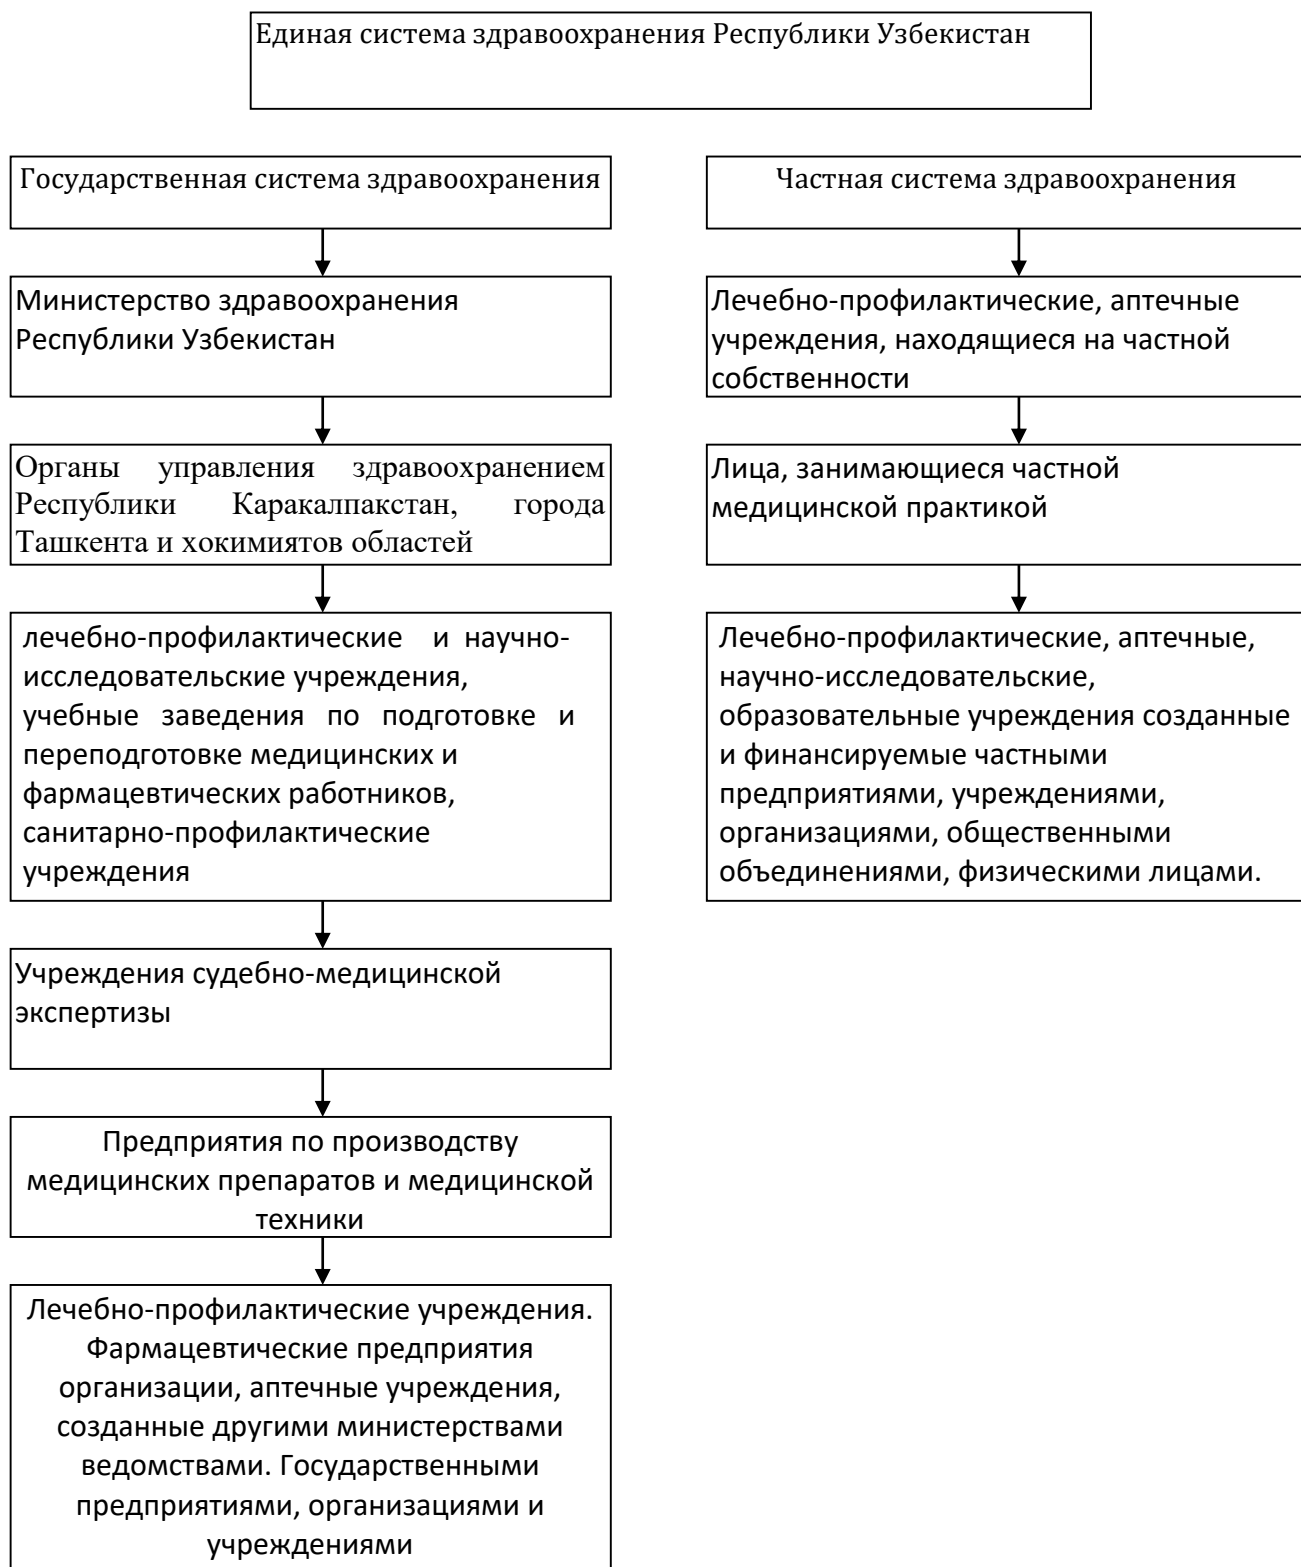 Единая система здравоохранения Республики Узбекистан
Государственная система здравоохранения
Министерство здравоохранения
Республики Узбекистан
Органы управления здравоохранением
Республики Каракалпакстан, города
Ташкента и хокимиятов областей
лечебно-профилактические и научно-
исследовательские учреждения,
учебные заведения по подготовке и
переподготовке медицинских и
фармацевтических работников,
санитарно-профилактические
учреждения
Учреждения судебно-медицинской
экспертизы
Предприятия по производству
медицинских препаратов и медицинской
техники
Лечебно-профилактические учреждения.
Фармацевтические предприятия
организации, аптечные учреждения,
созданные другими министерствами
ведомствами. Государственными
предприятиями, организациями и
учреждениями
Частная система здравоохранения
Лечебно-профилактические, аптечные
учреждения, находящиеся на частной
собственности
Лица, занимающиеся частной
медицинской практикой
Лечебно-профилактические, аптечные,
научно-исследовательские,
образовательные учреждения созданные
и финансируемые частными
предприятиями, учреждениями,
организациями, общественными
объединениями, физическими лицами.